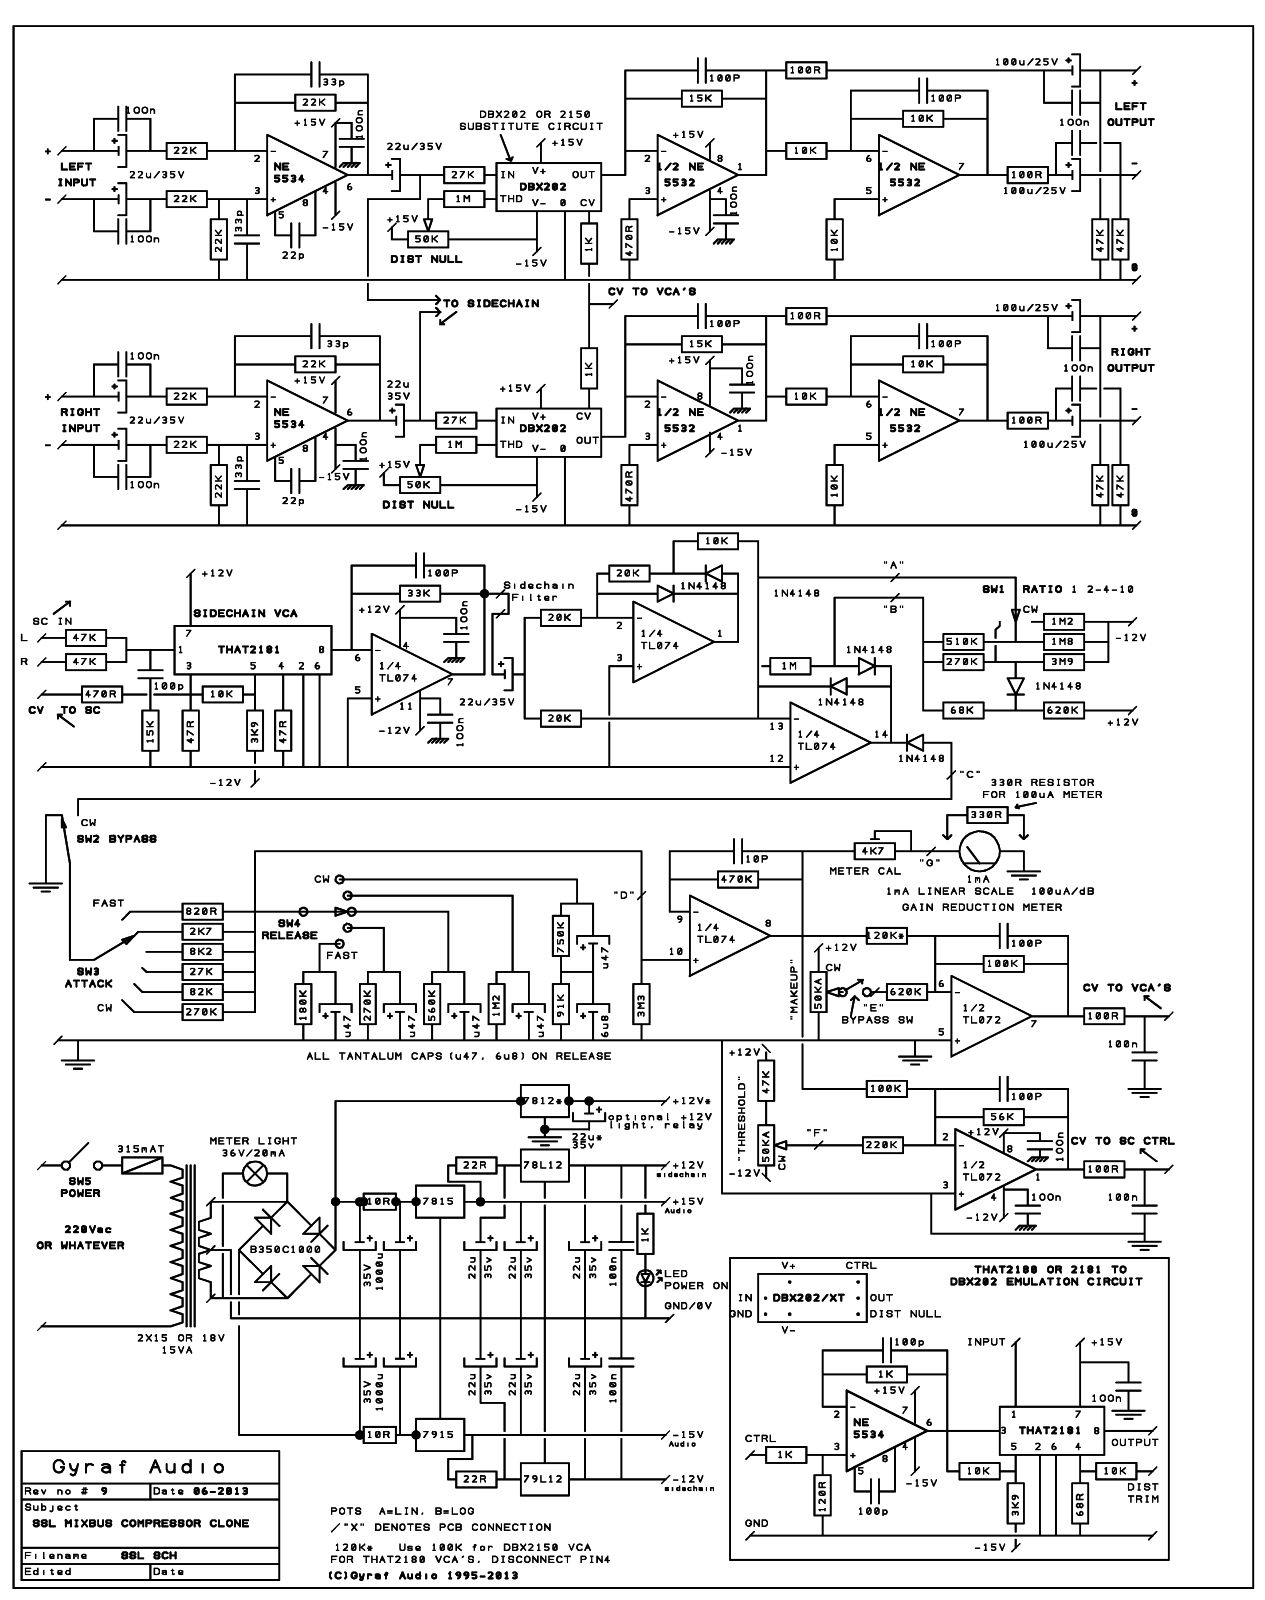 33p
22K
+15V
100n
100n
+
LEFT
INPUT
22u/35V
22K
2
NE
5534
7
6
3
4
8
5
-
22K
100n
22K
33p
22p
-15V
22u/35V
DBX202 OR 2150
SUBSTITUTE CIRCUIT
+15V
27K
1M
IN
V+
OUT
DBX202
THD
V-
0
CV
+15V
50K
DIST NULL
-15V
1K
100P
15K
+15V
2
8
1
1/2 NE
5532
3
4
470R
100n
-15V
100R
10K
100P
10K
6
7
1/2 NE
5532
5
10K
100u/25V
+
100n
LEFT
OUTPUT
-
100R
100u/25V
47K
47K
0
CV TO VCA'S
TO SIDECHAIN
33p
22K
+15V
100n
+
RIGHT
INPUT
22u/35V
22K
2
NE
5534
7
6
3
4
8
5
-
22K
100n
22K
33p
22p
-15V
100n
22u
35V
+15V
27K
1M
IN
V+
CV
DBX202
OUT
THD
V-
0
+15V
50K
DIST NULL
-15V
1K
100P
15K
+15V
100n
2
8
1
1/2 NE
5532
3
4
-15V
470R
100R
10K
100P
10K
6
7
1/2 NE
5532
5
10K
100u/25V
+
100n
RIGHT
OUTPUT
-
100R
100u/25V
47K
47K
0
+12V
SIDECHAIN VCA
SC IN
L
47K
R
47K
7
1
THAT2181
8
3
5
4
2
6
470R
100p
10K
CV TO SC
15K
47R
3K9
47R
-12V
100P
33K
+12V
100n
6
4
1/4
TL074
7
5
11
-12V
100n
Sidechain
Filter
22u/35V
20K
20K
10K
20K
1N4148
2
1
1/4
TL074
3
1N4148
"A"
"B"
1M
1N4148
1N4148
13
14
1/4
TL074
12
1N4148
"C"
SW1 RATIO 1 2-4-10
CW
1M2
-12V
510K
1M8
270K
3M9
1N4148
68K
620K
+12V
330R RESISTOR
FOR 100uA METER
330R
CW
SW2 BYPASS
FAST
820R
2K7
8K2
27K
82K
270K
SW3
ATTACK
CW
CW
SW4
RELEASE
FAST
180K
u47
270K
u47
560K
u47
1M2
u47
750K
u47
91K
6u8
3M3
"D"
ALL TANTALUM CAPS (u47, 6u8) ON RELEASE
10P
470K
9
8
1/4
TL074
10
4K7
METER CAL
"G"
1mA
1mA LINEAR SCALE 100uA/dB
GAIN REDUCTION METER
120K*
+12V
CW
50KA
"MAKEUP"
620K
"E"
BYPASS SW
100P
100K
6
1/2
TL072
7
5
CV TO VCA'S
100R
100n
+12V
47K
"THRESHOLD"
50KA
CW
-12V
"F"
100K
220K
100P
56K
+12V
100n
2
8
1/2
TL072
1
3
4
-12V
100n
CV TO SC CTRL
100R
100n
315mAT
SW5
POWER
220Vac
OR WHATEVER
2X15 OR 18V
15VA
METER LIGHT
36V/20mA
B350C1000
7812*
+12V*
optional +12V
light, relay
22u*
35v
22R
78L12
+12V
sidechain
10R
7815
+15V
Audio
35V
1000u
22u
35v
22u
35v
22u
35v
100n
1K
LED
POWER ON
GND/0V
35V
1000u
22u
35v
22u
35v
22u
35v
100n
10R
7915
-15V
Audio
22R
79L12
-12V
sidechain
THAT2180 OR 2181 TO
DBX202 EMULATION CIRCUIT
V+
CTRL
IN
DBX202/XT
OUT
GND
DIST NULL
V-
100p
1K
+15V
2
7
NE
5534
6
3
4
8
5
CTRL
1K
120R
100p
-15V
GND
INPUT
+15V
100n
1
7
3
THAT2181
8
5
2
6
4
OUTPUT
10K
3K9
68R
10K
DIST
TRIM
-15V
Gyraf Audio
Rev no # 9
Date 06-2013
Subject
SSL MIXBUS COMPRESSOR CLONE
Filename SSL SCH
Edited
Date
POTS A=LIN, B=LOG
/"X" DENOTES PCB CONNECTION
120K* Use 100K for DBX2150 VCA
FOR THAT2180 VCA'S, DISCONNECT PIN4
(C)Gyraf Audio 1995-2013